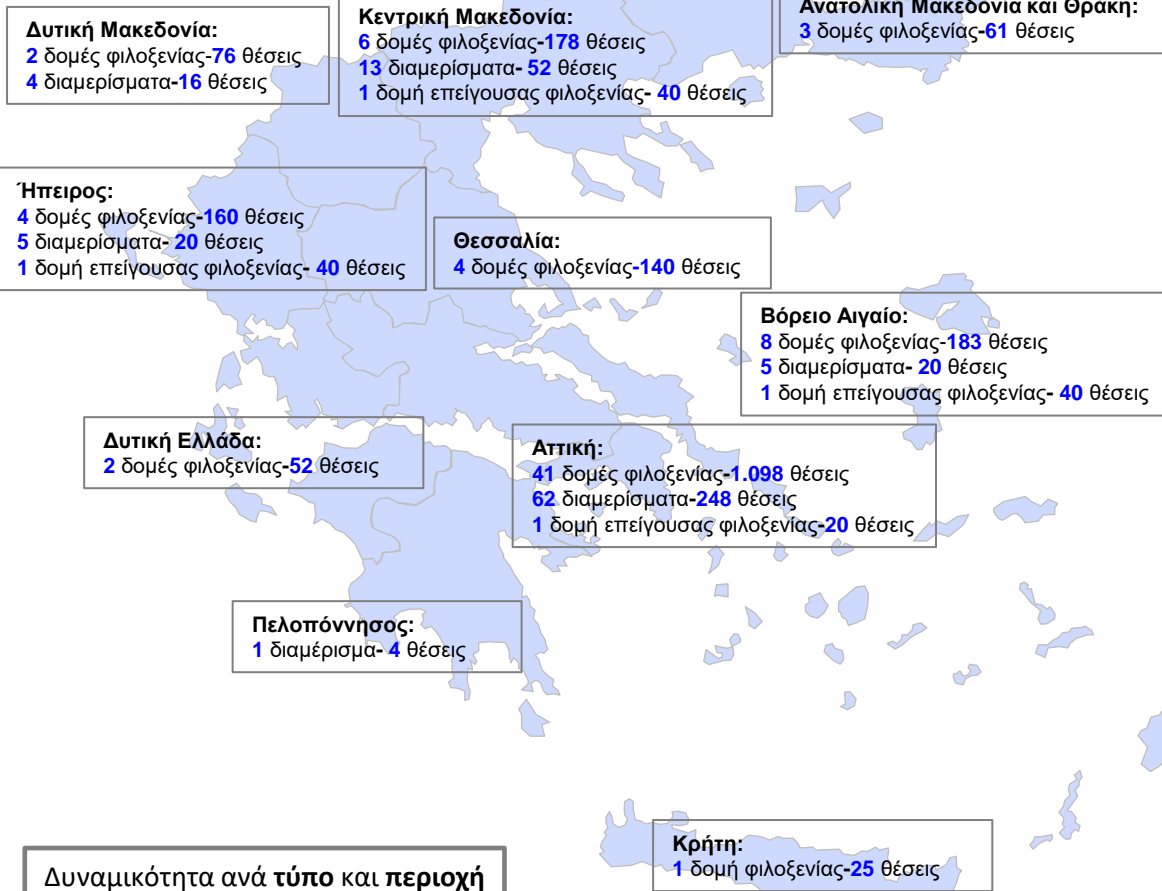 Δυτική Μακεδονία:
2 δομές φιλοξενίας-76 θέσεις
4 διαμερίσματα-16 θέσεις
Κεντρική Μακεδονία:
6 δομές φιλοξενίας-178 θέσεις
13 διαμερίσματα- 52 θέσεις
1 δομή επείγουσας φιλοξενίας- 40 θέσεις
Ανατολική Μακεδονία και Θράκη:
3 δομές φιλοξενίας-61 θέσεις
Ήπειρος:
4 δομές φιλοξενίας-160 θέσεις
5 διαμερίσματα- 20 θέσεις
1 δομή επείγουσας φιλοξενίας- 40 θέσεις
Θεσσαλία:
4 δομές φιλοξενίας-140 θέσεις
Βόρειο Αιγαίο:
8 δομές φιλοξενίας-183 θέσεις
5 διαμερίσματα- 20 θέσεις
1 δομή επείγουσας φιλοξενίας- 40 θέσεις
Δυτική Ελλάδα:
2 δομές φιλοξενίας-52 θέσεις
Αττική:
41 δομές φιλοξενίας-1.098 θέσεις
62 διαμερίσματα-248 θέσεις
1 δομή επείγουσας φιλοξενίας-20 θέσεις
Πελοπόννησος:
1 διαμέρισμα- 4 θέσεις
Κρήτη:
1 δομή φιλοξενίας-25 θέσεις
Δυναμικότητα ανά τύπο και περιοχή